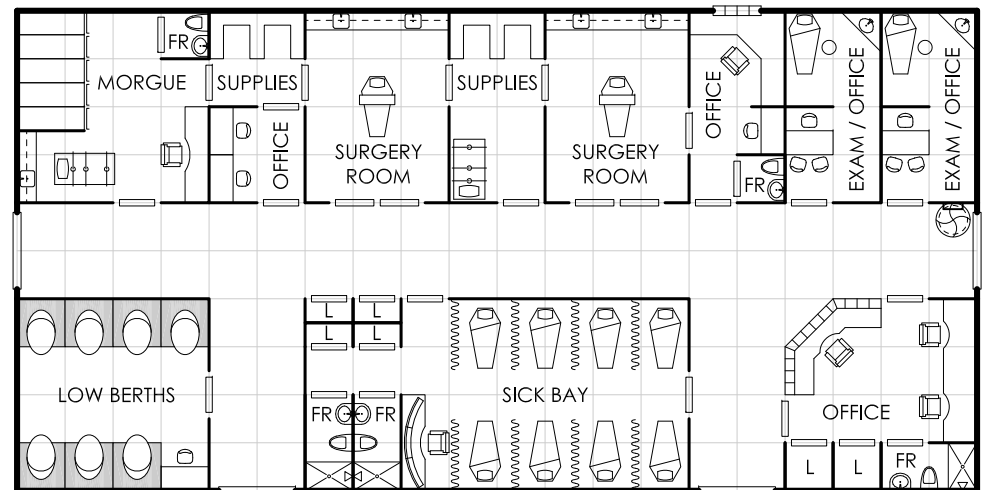 FR
MORGUE
SUPPLIES
OFFICE
SURGERY
ROOM
SUPPLIES
SURGERY
ROOM
OFFICE
FR
EXAM / OFFICE
EXAM / OFFICE
L
L
L
L
LOW BERTHS
FR
FR
SICK BAY
OFFICE
L
L
FR